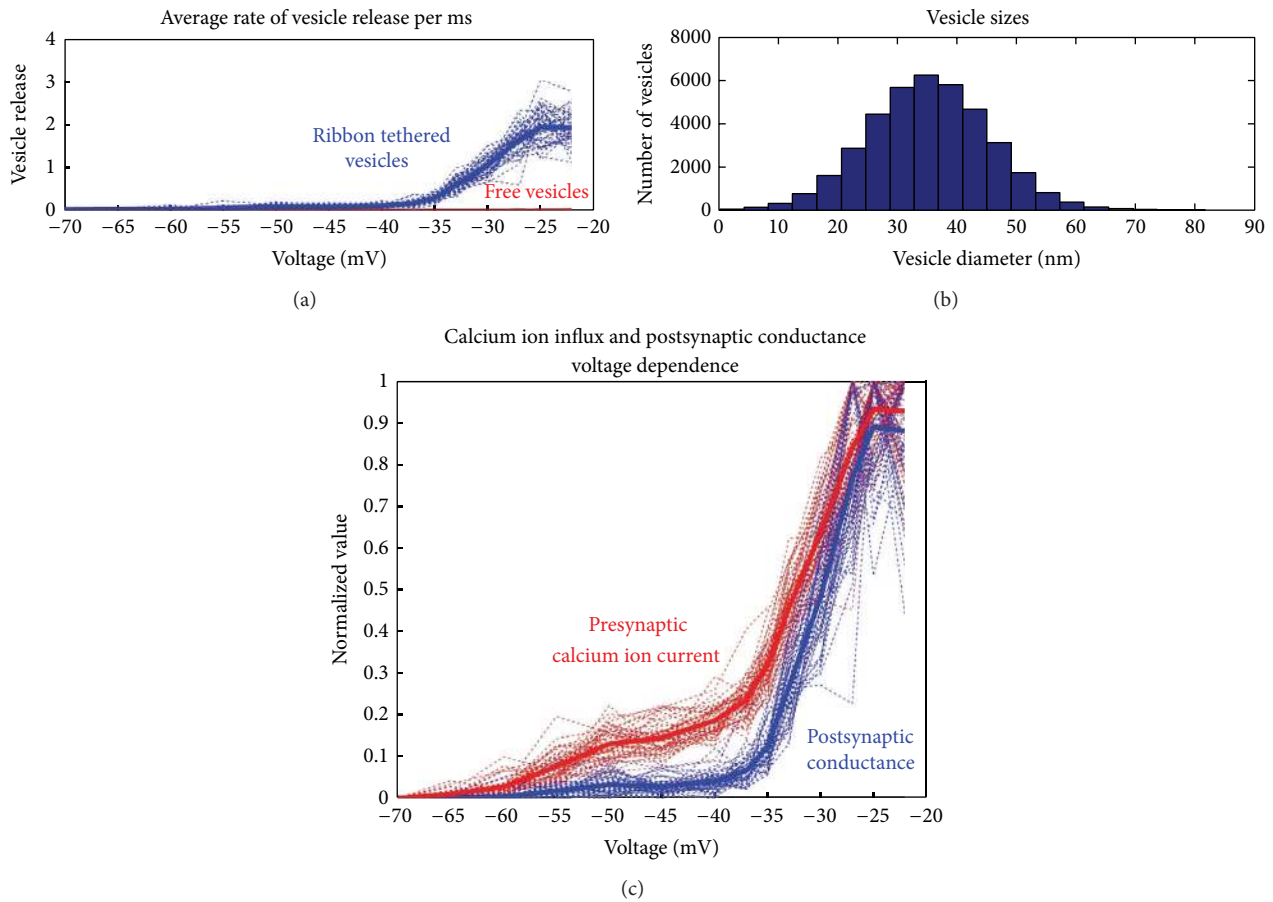 Average rate of vesicle release per ms
4
3
2
1
0
Vesicle release
Ribbon tethered
vesicles
Free vesicles
−70 −65 −60 −55 −50 −45 −40 −35 −30 −25 −20
Voltage (mV)
(a)
Vesicle sizes
8000
6000
4000
2000
0
Number of vesicles
0 10 20 30 40 50 60 70 80 90
Vesicle diameter (nm)
(b)
Calcium ion influx and postsynaptic conductance
voltage dependence
1
0.9
0.8
0.7
0.6
0.5
0.4
0.3
0.2
0.1
0
Normalized value
Presynaptic
calcium ion current
Postsynaptic
conductance
−70 −65 −60 −55 −50 −45 −40 −35 −30 −25 −20
Voltage (mV)
(c)